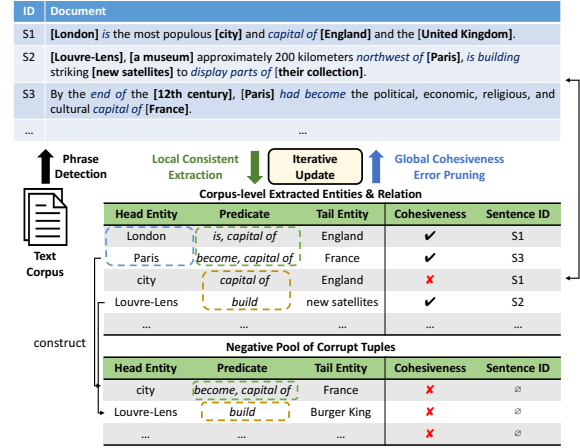 ID Document
S1 [London] is the most populous [city] and capital of [England] and the [United Kingdom].
S2 [Louvre-Lens], [a museum] approximately 200 kilometers northwest of [Paris], is building
striking [new satellites] to display parts of [their collection].
S3 By the end of the [12th century], [Paris] had become the political, economic, religious, and
cultural capital of [France].
... ...
Phrase
Detection
Local Consistent
Extraction
Iterative
Update
Global Cohesiveness
Error Pruning
Text
Corpus
Corpus-level Extracted Entities & Relation
Head Entity Predicate Tail Entity Cohesiveness Sentence ID
London is, capital of England ✔ S1
Paris become, capital of France ✔ S3
city capital of England ✘ S1
Louvre-Lens build new satellites ✔ S2
... ... ... ... ...
construct
Negative Pool of Corrupt Tuples
Head Entity Predicate Tail Entity Cohesiveness Sentence ID
city become, capital of France ✘ ∅
Louvre-Lens build Burger King ✘ ∅
... ... ... ✘ ∅